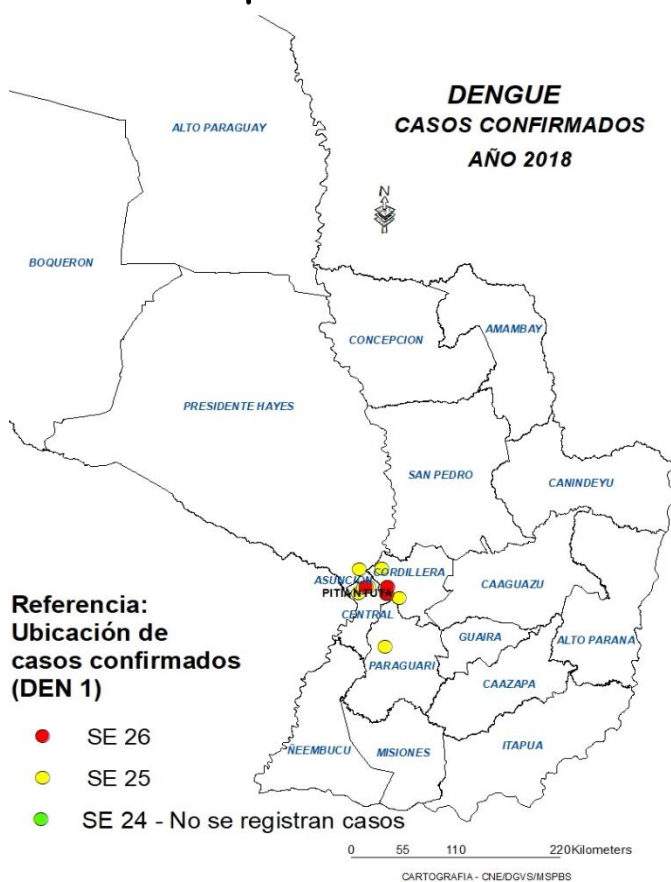 DENGUE
CASOS CONFIRMADOS
AÑO 2018
N
ALTO PARAGUAY
BOQUERON
CONCEPCION
AMAMBAY
PRESIDENTE HAYES
SAN PEDRO
CANINDEYU
ASUNCION
CORDILLERA
CAAGUAZU
PITIANTUTA
CENTRAL
GUAIRA
ALTO PARANA
PARAGUARI
CAAZAPA
ÑEEMBUCU
MISIONES
ITAPUA
Referencia:
Ubicación de
casos confirmados
(DEN 1)
SE 26
SE 25
SE 24 - No se registran casos
0 55 110 220Kilometers
CARTOGRAFIA - CNE/DGVS/MSPBS